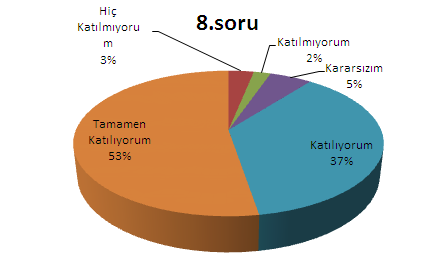 8.soru
Hiç
Katılmıyoru
m
3%
Katılmıyorum
2%
Kararsızım
5%
Katılıyorum
37%
Tamamen
Katılıyorum
53%